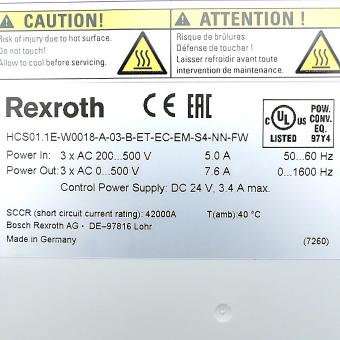 CAUTION!
Risk of injury due to hot surface.
Do not touch!
Allow to cool before servicing.
ATTENTION !
Risque de brûlures.
Défense de toucher!
Laisser refroidir avant toute
intervention de maintenance.
Rexroth CE EAC
UL
LISTED
POW.
CONV.
EQ.
97Y4
HCS01.1E-W0018-A-03-B-ET-EC-EM-S4-NN-FW
Power In: 3 x AC 200...500 V 5.0 A 50...60 Hz
Power Out: 3 x AC 0...500 V 7.6 A 0...1600 Hz
Control Power Supply: DC 24 V, 3.4 A max.
SCCR (short circuit current rating): 42000A T(amb):40 °C
Bosch Rexroth AG • DE-97816 Lohr
Made in Germany (7260)